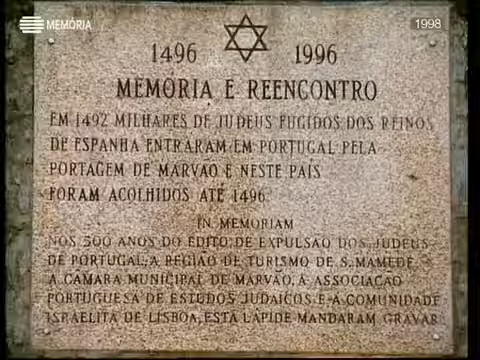 MEMÓRIA
1998
1496 1996
MEMÓRIA E REENCONTRO
EM 1492 MILHARES DE JUDEUS FUGIDOS DOS REINOS
DE ESPANHA ENTRARAM EM PORTUGAL PELA
PORTAGEM DE MARVÃO E NESTE PAÍS
FORAM ACOLHIDOS ATÉ 1496.
IN MEMORIAM
NOS 500 ANOS DO ÉDITO DE EXPULSÃO DOS JUDEUS
DE PORTUGAL, A REGIÃO DE TURISMO DE S. MAMEDE,
A CÂMARA MUNICIPAL DE MARVÃO, A ASSOCIAÇÃO
PORTUGUESA DE ESTUDOS JUDAICOS E A COMUNIDADE
ISRAELITA DE LISBOA, ESTA LÁPIDE MANDARAM GRAVAR